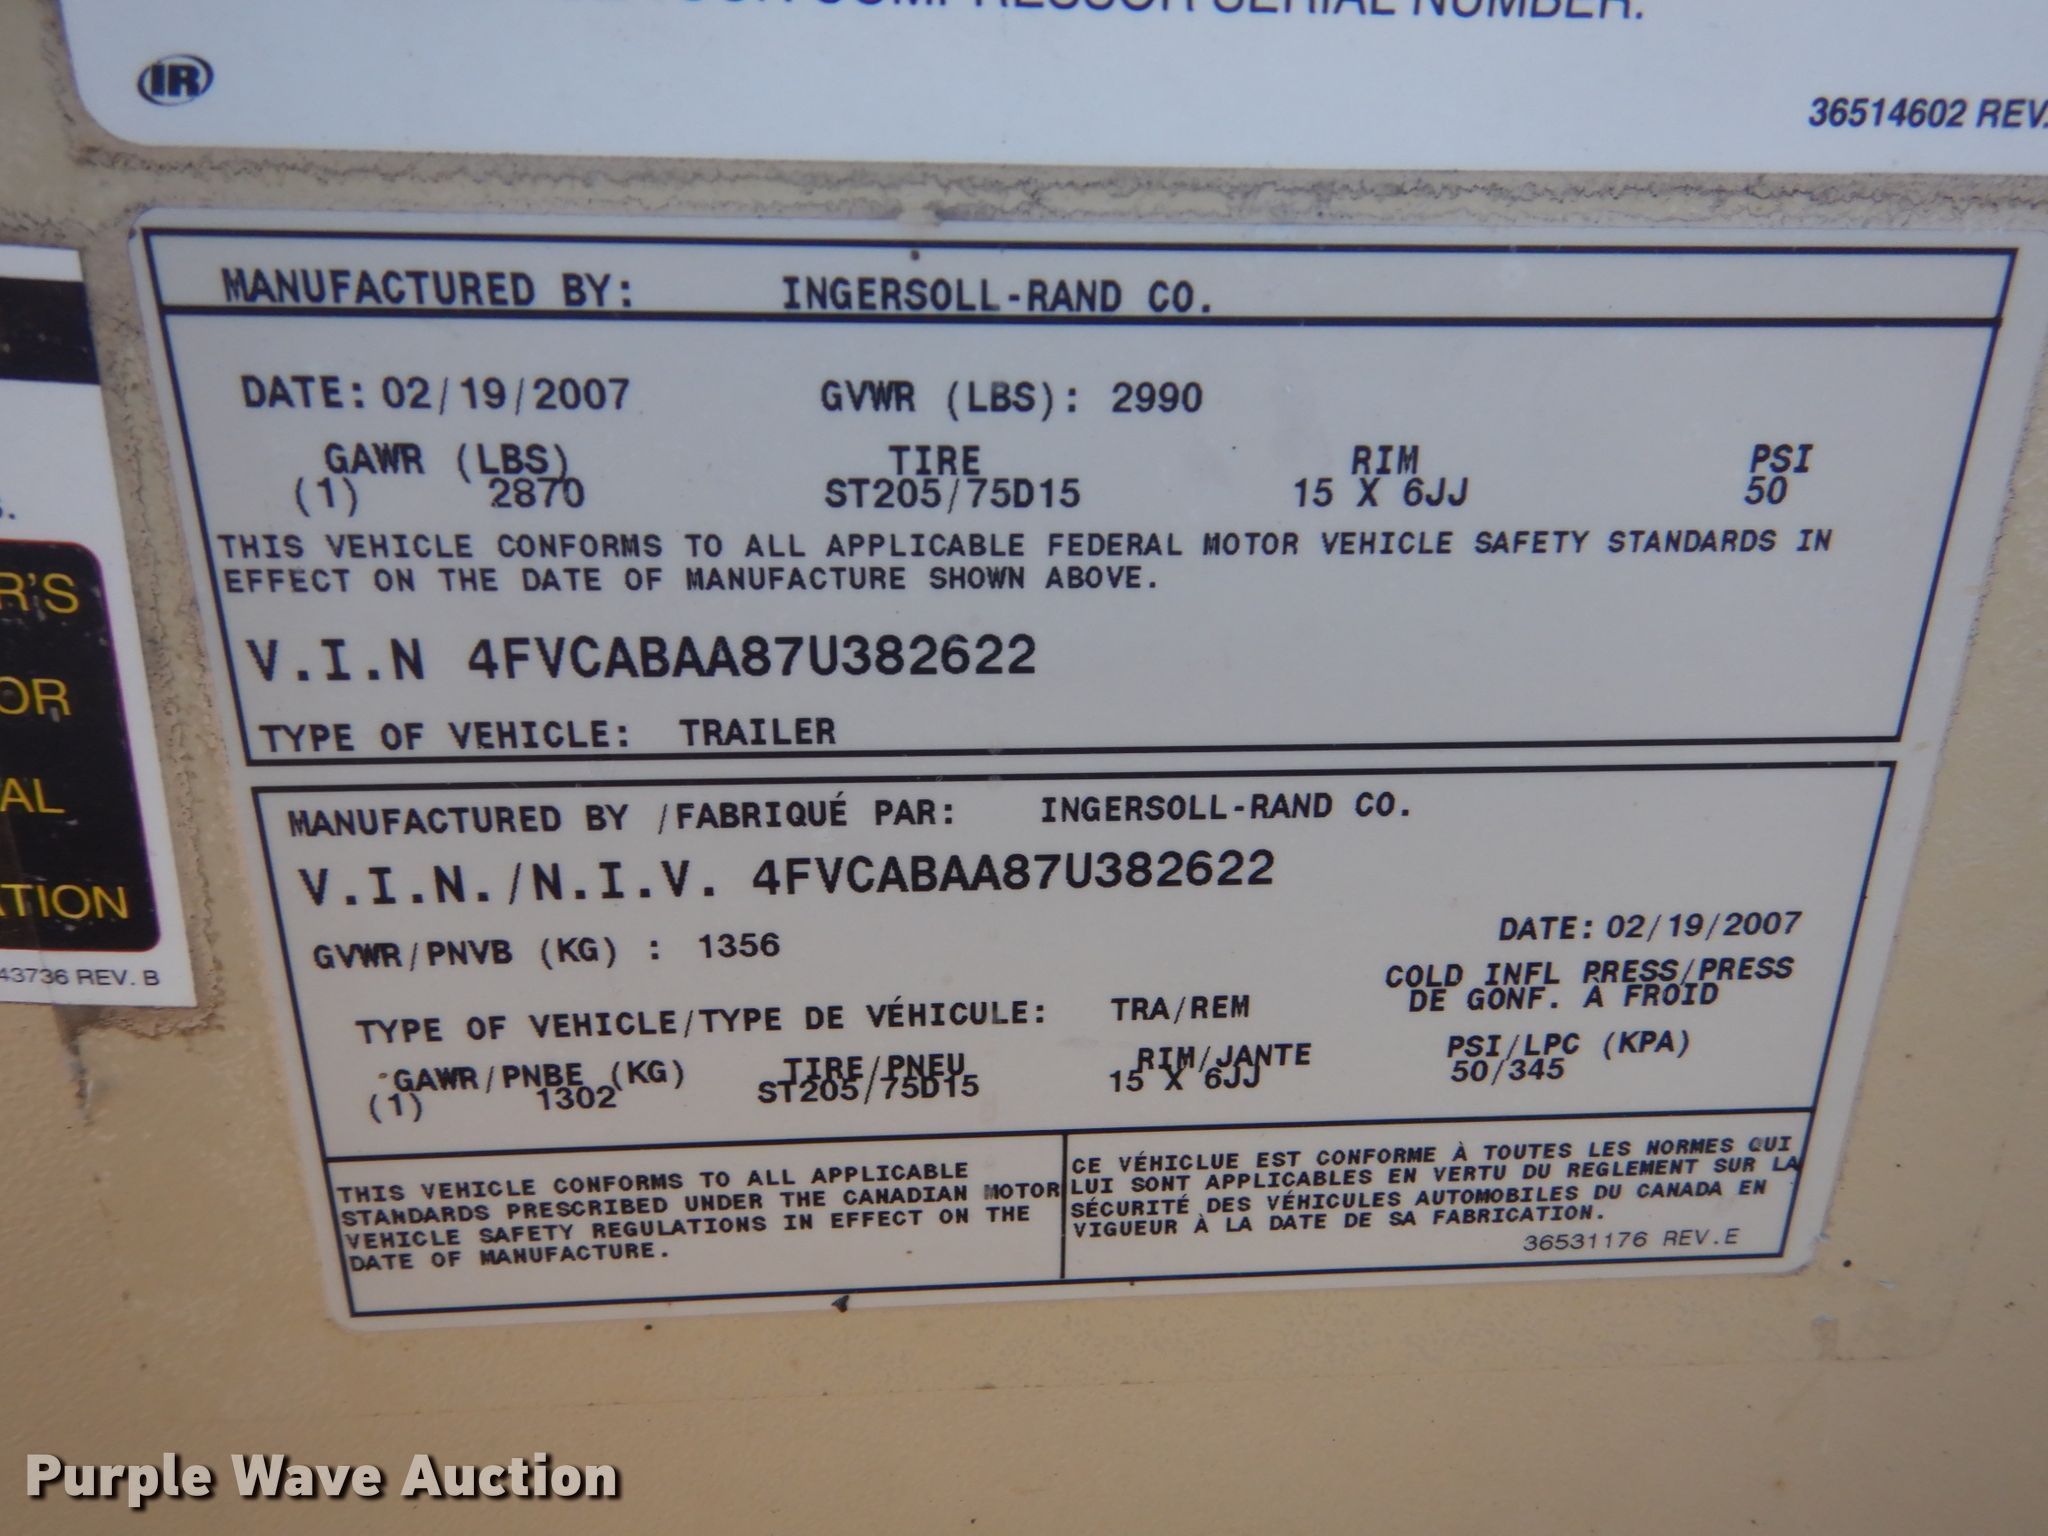 COMPRESSOR SERIAL NUMBER.
IR
36514602 REV.
MANUFACTURED BY: INGERSOLL-RAND CO.
DATE: 02/19/2007 GVWR (LBS): 2990
GAWR (LBS) TIRE RIM PSI
(1) 2870 ST205/75D15 15 X 6JJ 50
THIS VEHICLE CONFORMS TO ALL APPLICABLE FEDERAL MOTOR VEHICLE SAFETY STANDARDS IN
EFFECT ON THE DATE OF MANUFACTURE SHOWN ABOVE.
V.I.N 4FVCABAA87U382622
TYPE OF VEHICLE: TRAILER
MANUFACTURED BY /FABRIQUÉ PAR: INGERSOLL-RAND CO.
V.I.N./N.I.V. 4FVCABAA87U382622
GVWR/PNVB (KG) : 1356 DATE: 02/19/2007
COLD INFL PRESS/PRESS
DE GONF. À FROID
TYPE OF VEHICLE/TYPE DE VÉHICULE: TRA/REM
GAWR/PNBE (KG) TIRE/PNEU RIM/JANTE PSI/LPC (KPA)
(1) 1302 ST205/75D15 15 X 6JJ 50/345
THIS VEHICLE CONFORMS TO ALL APPLICABLE
STANDARDS PRESCRIBED UNDER THE CANADIAN MOTOR
VEHICLE SAFETY REGULATIONS IN EFFECT ON THE
DATE OF MANUFACTURE.
CE VÉHICLUE EST CONFORME À TOUTES LES NORMES QUI
LUI SONT APPLICABLES EN VERTU DU REGLEMENT SUR LA
SÉCURITÉ DES VÉHICULES AUTOMOBILES DU CANADA EN
VIGUEUR À LA DATE DE SA FABRICATION.
36531176 REV.E
R'S
OR
AL
TION
43736 REV. B
Purple Wave Auction